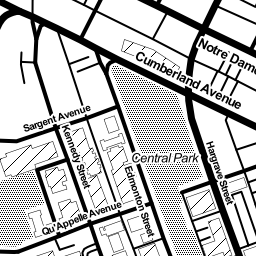 Notre Dame
Cumberland Avenue
Sargent Avenue
Kennedy Street
Central Park
Hargrave Street
Edmonton Street
Qu'Appelle Avenue